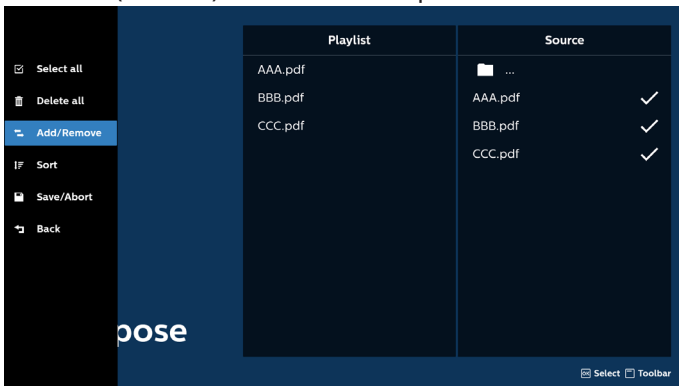 Select all
Delete all
Add/Remove
Sort
Save/Abort
Back
pose
Playlist
AAA.pdf
BBB.pdf
CCC.pdf
Source
...
AAA.pdf
BBB.pdf
CCC.pdf
OK Select Toolbar